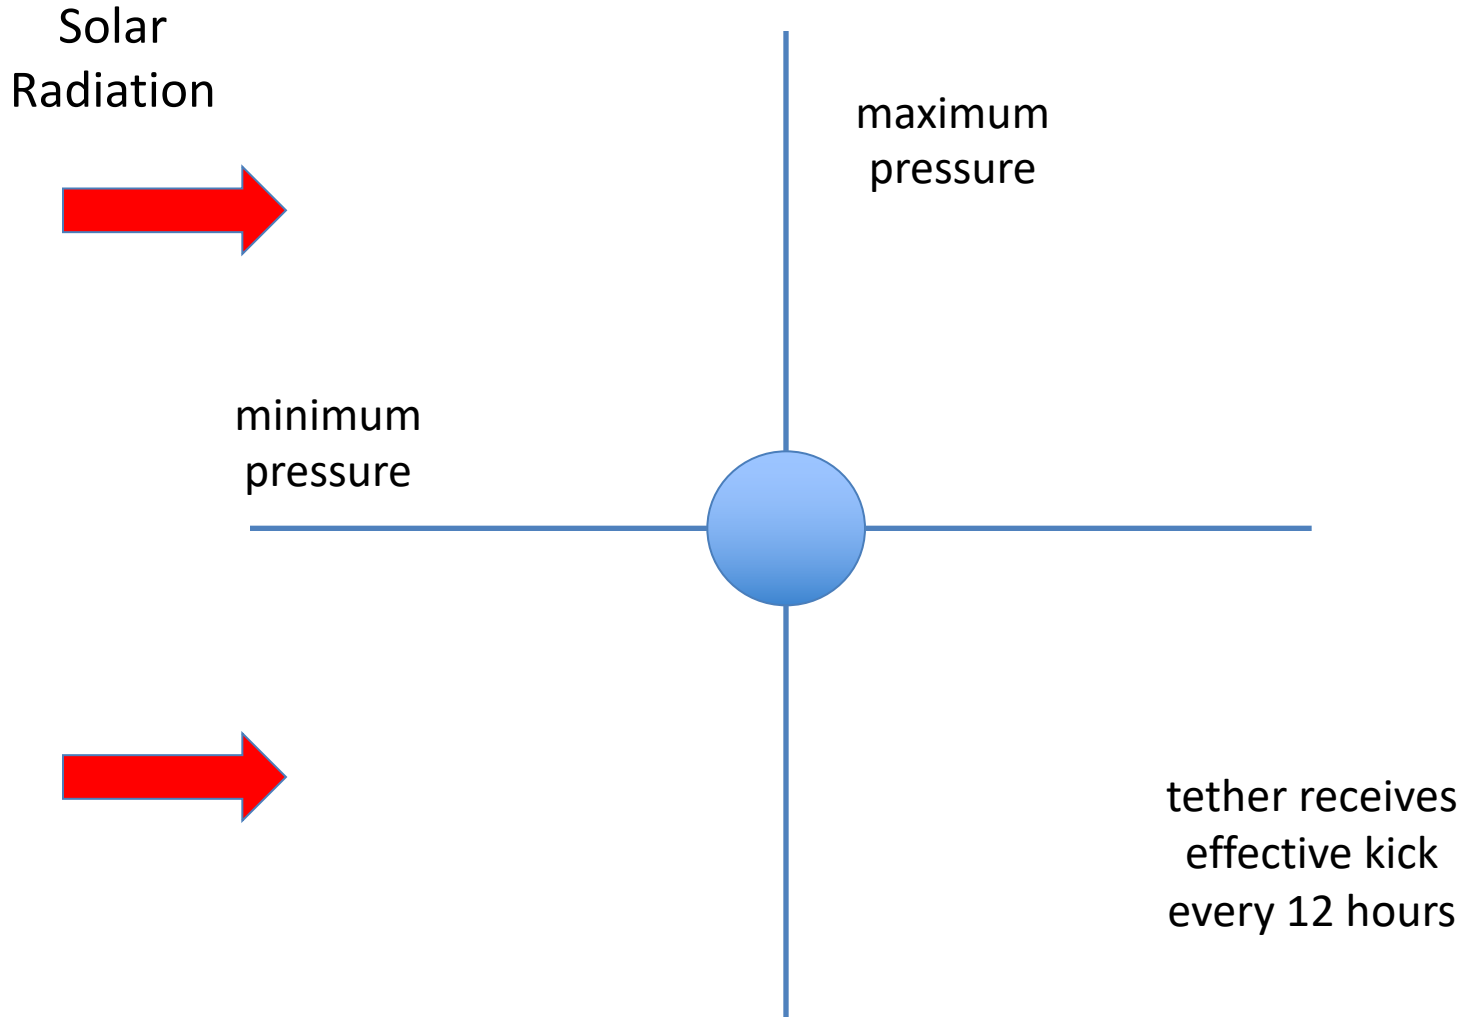 Solar
Radiation
maximum
pressure
minimum
pressure
tether receives
effective kick
every 12 hours